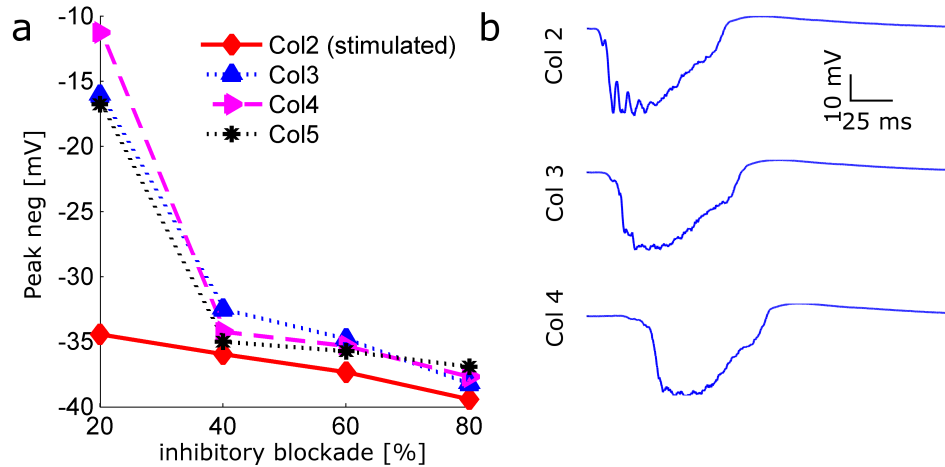 a
-10
-15
-20
-25
-30
-35
-40
Peak neg [mV]
20 40 60 80
inhibitory blockade [%]
Col2 (stimulated)
Col3
Col4
Col5
b
Col 2
10 mV
25 ms
Col 3
Col 4